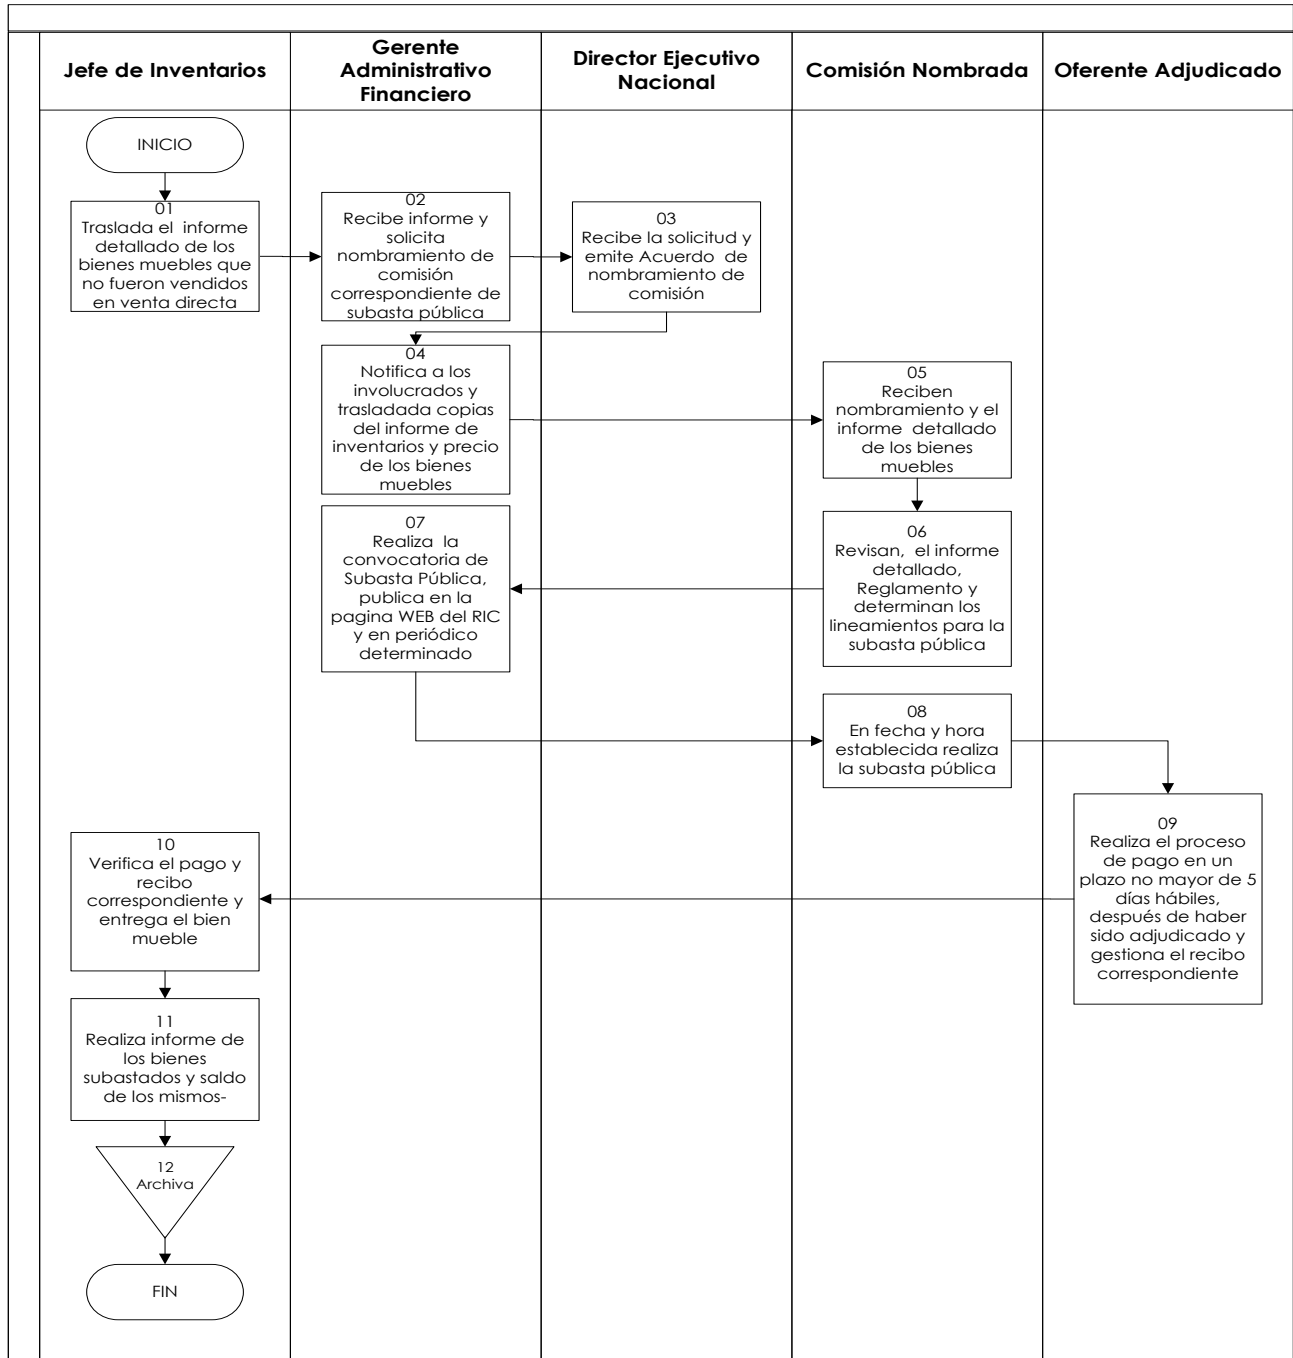 Jefe de Inventarios
Gerente
Administrativo
Financiero
Director Ejecutivo
Nacional
Comisión Nombrada
Oferente Adjudicado
INICIO
01
Traslada el informe
detallado de los
bienes muebles que
no fueron vendidos
en venta directa
02
Recibe informe y
solicita
nombramiento de
comisión
correspondiente de
subasta pública
03
Recibe la solicitud y
emite Acuerdo de
nombramiento de
comisión
04
Notifica a los
involucrados y
trasladada copias
del informe de
inventarios y precio
de los bienes
muebles
05
Reciben
nombramiento y el
informe detallado
de los bienes
muebles
06
Revisan, el informe
detallado,
Reglamento y
determinan los
lineamientos para la
subasta pública
07
Realiza la
convocatoria de
Subasta Pública,
publica en la
pagina WEB del RIC
y en periódico
determinado
08
En fecha y hora
establecida realiza
la subasta pública
09
Realiza el proceso
de pago en un
plazo no mayor de 5
días hábiles,
después de haber
sido adjudicado y
gestiona el recibo
correspondiente
10
Verifica el pago y
recibo
correspondiente y
entrega el bien
mueble
11
Realiza informe de
los bienes
subastados y saldo
de los mismos-
12
Archiva
FIN